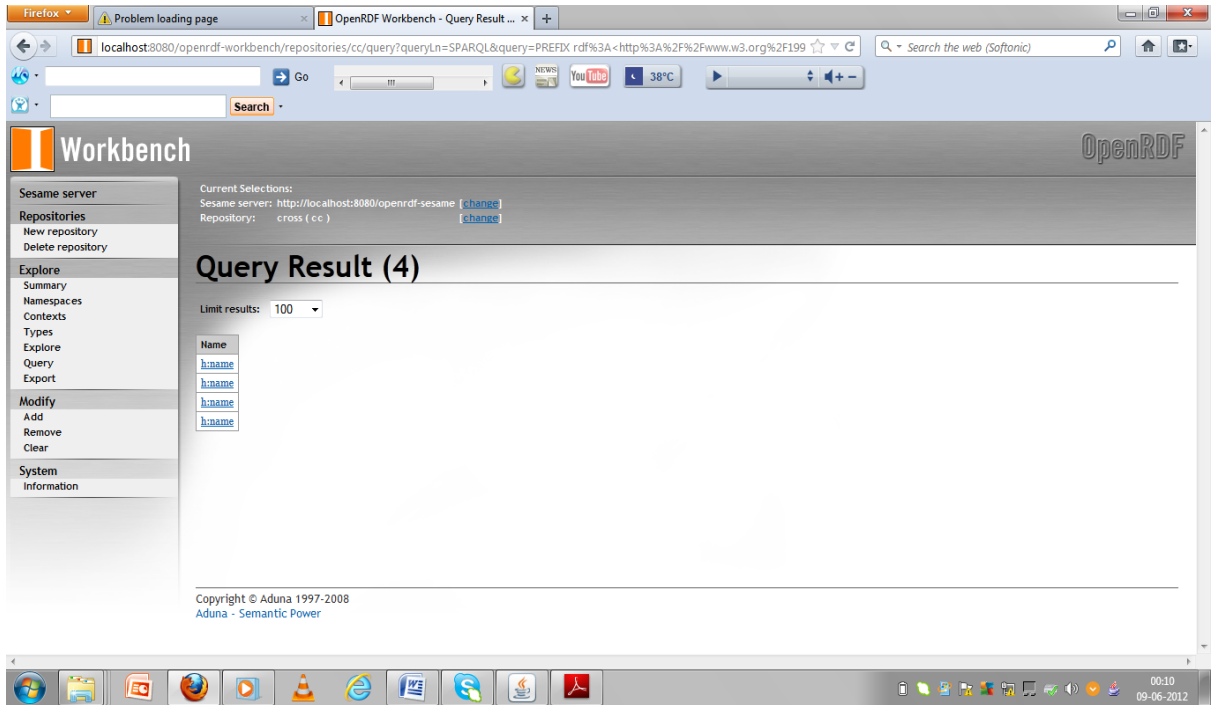 Firefox
Problem loading page
OpenRDF Workbench - Query Result ...
localhost:8080/openrdf-workbench/repositories/cc/query?queryLn=SPARQL&query=PREFIX rdf%3A<http%3A%2F%2Fwww.w3.org%2F199
Search the web (Softonic)
Go
NEWS
You Tube
38°C
Search
Workbench
OpenRDF
Sesame server
Repositories
New repository
Delete repository
Explore
Summary
Namespaces
Contexts
Types
Explore
Query
Export
Modify
Add
Remove
Clear
System
Information
Current Selections:
Sesame server: http://localhost:8080/openrdf-sesame [change]
Repository: cross ( cc ) [change]
Query Result (4)
Limit results: 100
Name
h:name
h:name
h:name
h:name
Copyright © Aduna 1997-2008
Aduna - Semantic Power
00:10
09-06-2012